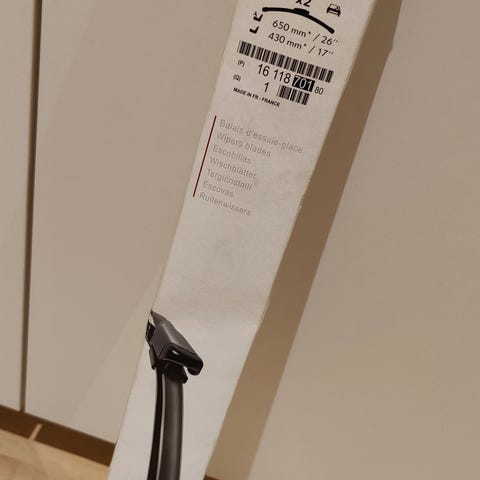 x2
650 mm* / 26"
430 mm* / 17"
(P) 16 118 701 80
(Q) 1
MADE IN FR - FRANCE
Balais d'essuie-glace
Wipers blades
Escobillas
Wischblätter
Tergicristalli
Escovas
Ruitenwissers